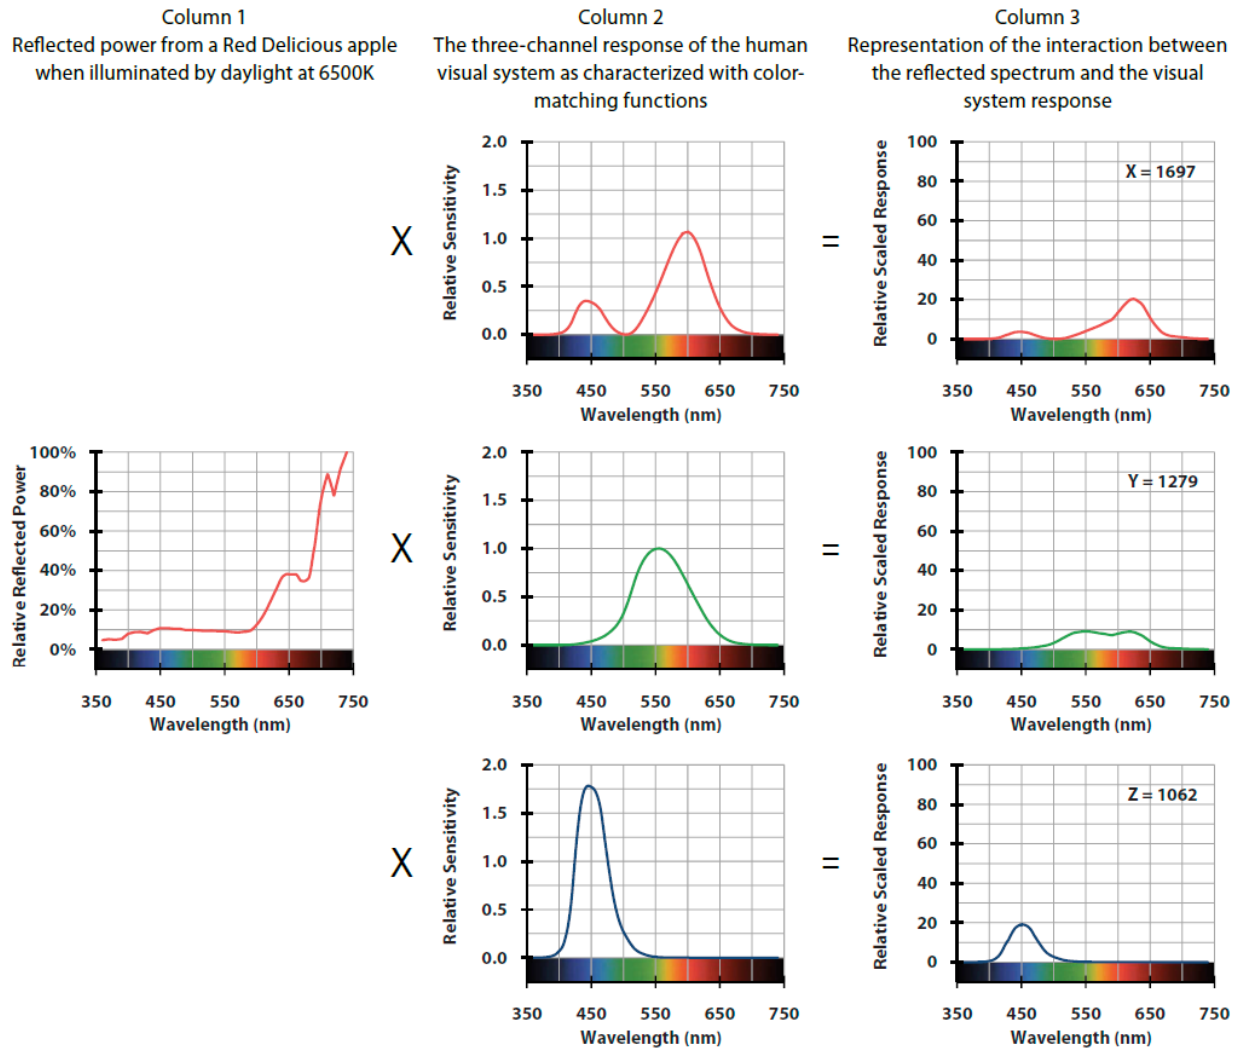 Column 1
Reflected power from a Red Delicious apple
when illuminated by daylight at 6500K
Column 2
The three-channel response of the human
visual system as characterized with color-
matching functions
Column 3
Representation of the interaction between
the reflected spectrum and the visual
system response
X
Relative Sensitivity
2.0
1.5
1.0
0.5
0.0
350 450 550 650 750
Wavelength (nm)
=
Relative Scaled Response
100
80
60
40
20
0
X = 1697
350 450 550 650 750
Wavelength (nm)
Relative Reflected Power
100%
80%
60%
40%
20%
0%
350 450 550 650 750
Wavelength (nm)
X
Relative Sensitivity
2.0
1.5
1.0
0.5
0.0
350 450 550 650 750
Wavelength (nm)
=
Relative Scaled Response
100
80
60
40
20
0
Y = 1279
350 450 550 650 750
Wavelength (nm)
X
Relative Sensitivity
2.0
1.5
1.0
0.5
0.0
350 450 550 650 750
Wavelength (nm)
=
Relative Scaled Response
100
80
60
40
20
0
Z = 1062
350 450 550 650 750
Wavelength (nm)